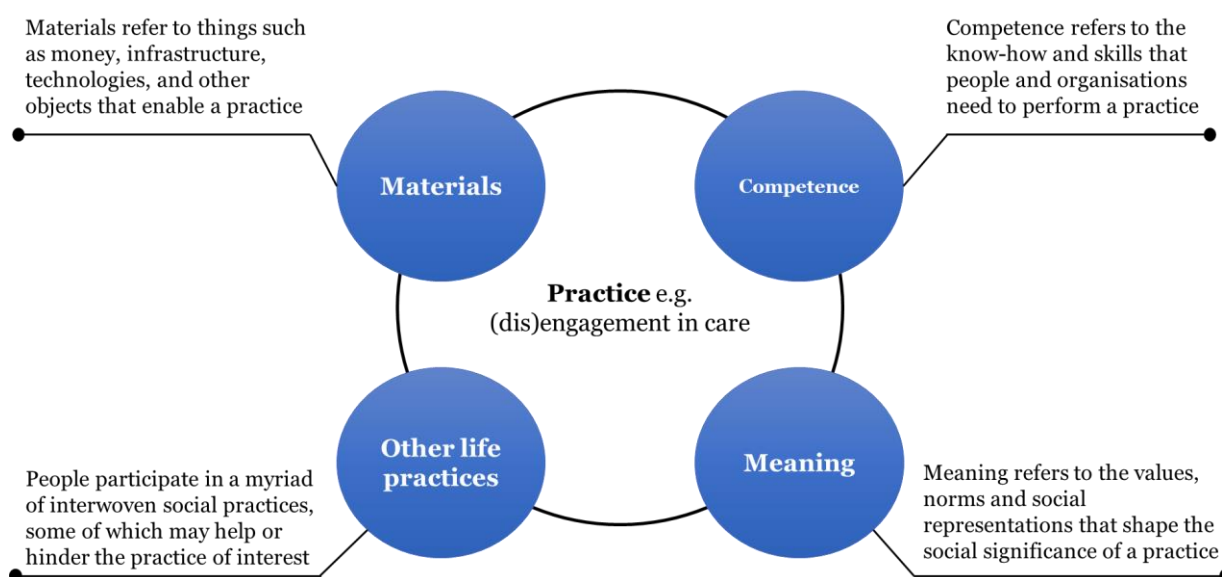 Materials refer to things such
as money, infrastructure,
technologies, and other
objects that enable a practice
Competence refers to the
know-how and skills that
people and organisations
need to perform a practice
Materials
Competence
Practice e.g.
(dis)engagement in care
Other life
practices
Meaning
People participate in a myriad
of interwoven social practices,
some of which may help or
hinder the practice of interest
Meaning refers to the values,
norms and social
representations that shape the
social significance of a practice